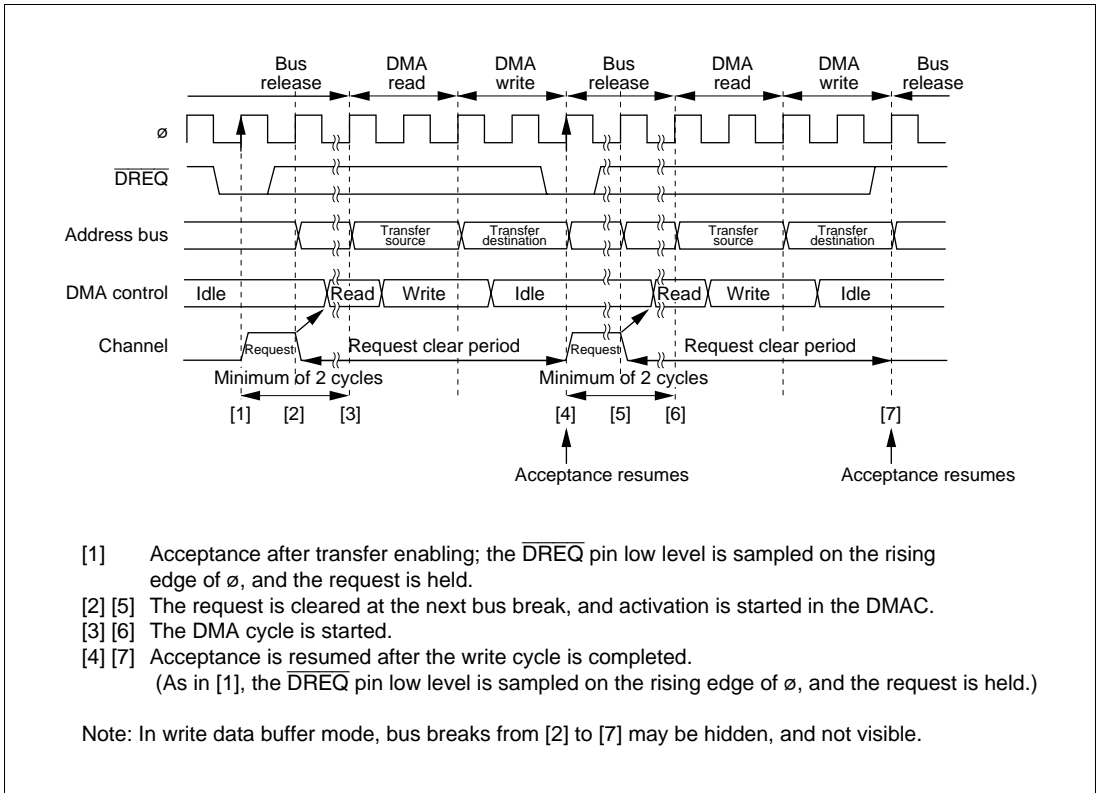 Bus release DMA read DMA write Bus release DMA read DMA write Bus release
ø
DREQ
Address bus Transfer source Transfer destination Transfer source Transfer destination
DMA control Idle Read Write Idle Read Write Idle
Channel Request Request clear period Request Request clear period
Minimum of 2 cycles Minimum of 2 cycles
[1] [2] [3] [4] [5] [6] [7]
Acceptance resumes Acceptance resumes
[1] Acceptance after transfer enabling; the DREQ pin low level is sampled on the rising
edge of ø, and the request is held.
[2] [5] The request is cleared at the next bus break, and activation is started in the DMAC.
[3] [6] The DMA cycle is started.
[4] [7] Acceptance is resumed after the write cycle is completed.
(As in [1], the DREQ pin low level is sampled on the rising edge of ø, and the request is held.)
Note: In write data buffer mode, bus breaks from [2] to [7] may be hidden, and not visible.